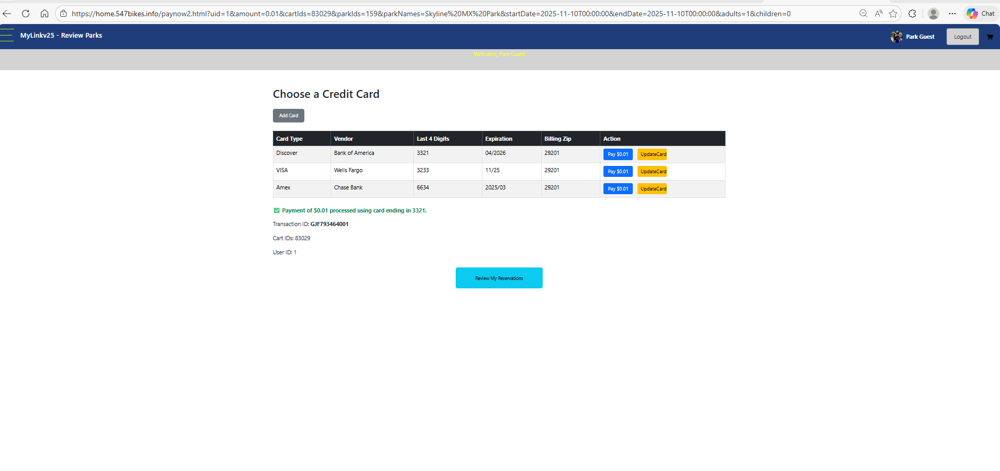 https://home.547bikes.info/paynow2.html?uid=1&amount=0.01&cartIds=83029&parkIds=159&parkNames=Skyline%20MX%20Park&startDate=2025-11-10T00:00:00&endDate=2025-11-10T00:00:00&adults=1&children=0
Chat
MyLinkv25 - Review Parks
Park Guest
Logout
Welcome, Park Guest
Choose a Credit Card
Add Card
Card Type Vendor Last 4 Digits Expiration Billing Zip Action
Discover Bank of America 3321 04/2026 29201 Pay $0.01 UpdateCard
VISA Wells Fargo 3233 11/25 29201 Pay $0.01 UpdateCard
Amex Chase Bank 6634 2025/03 29201 Pay $0.01 UpdateCard
✅ Payment of $0.01 processed using card ending in 3321.
Transaction ID: GJF793464001
Cart IDs: 83029
User ID: 1
Review My Reservations